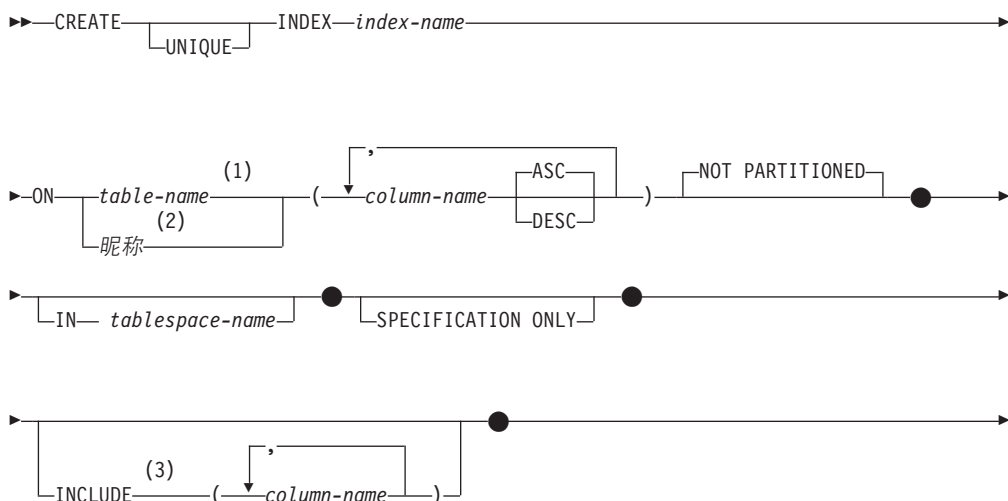 CREATE UNIQUE INDEX index-name
ON table-name (1) ( , column-name ASC DESC ) NOT PARTITIONED
昵称 (2)
IN tablespace-name SPECIFICATION ONLY
INCLUDE (3) ( , column-name )